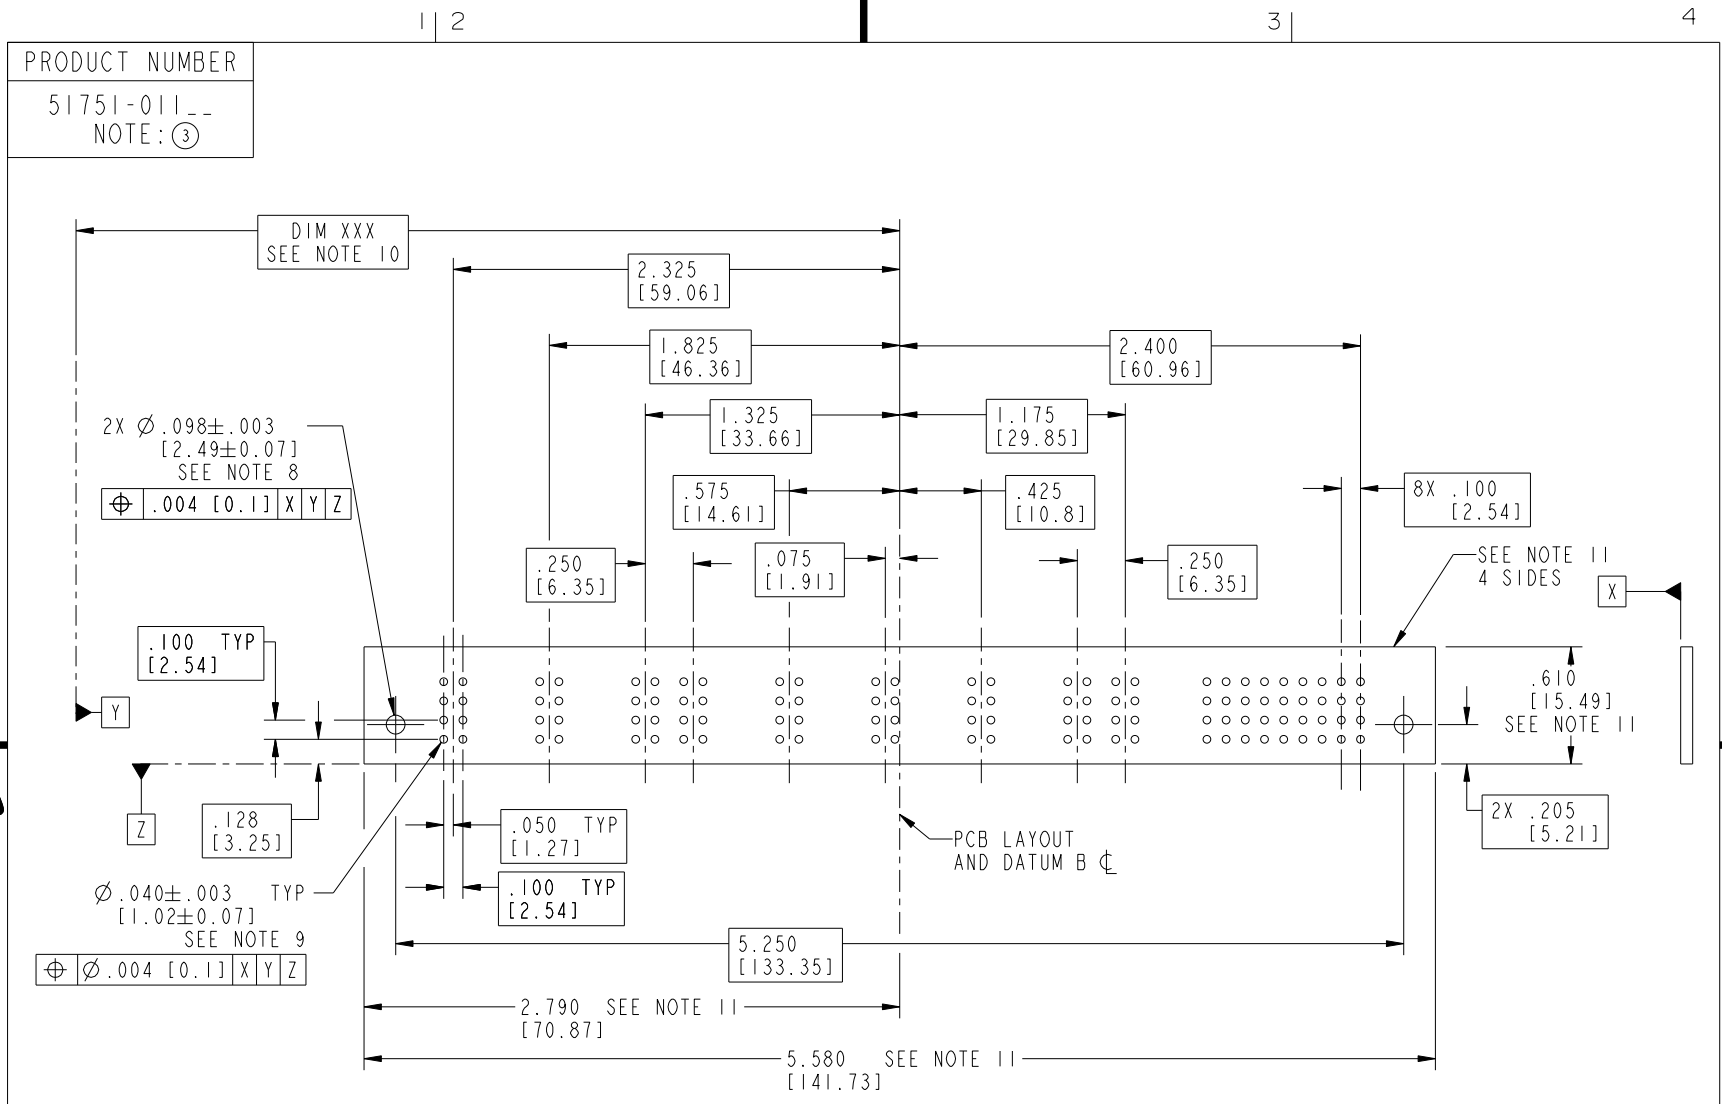 1 2
3
4
PRODUCT NUMBER
51751-011__
NOTE: 3
DIM XXX
SEE NOTE 10
2.325
[59.06]
1.825
[46.36]
2.400
[60.96]
1.325
[33.66]
1.175
[29.85]
2X Ø.098±.003
[2.49±0.07]
SEE NOTE 8
⌖ .004 [0.1] X Y Z
.575
[14.61]
.425
[10.8]
8X .100
[2.54]
.250
[6.35]
.075
[1.91]
.250
[6.35]
SEE NOTE 11
4 SIDES
X
.100 TYP
[2.54]
.610
[15.49]
SEE NOTE 11
Y
Z
.128
[3.25]
.050 TYP
[1.27]
PCB LAYOUT
AND DATUM B ℄
2X .205
[5.21]
.100 TYP
[2.54]
Ø.040±.003 TYP
[1.02±0.07]
SEE NOTE 9
⌖ Ø.004 [0.1] X Y Z
5.250
[133.35]
2.790 SEE NOTE 11
[70.87]
5.580 SEE NOTE 11
[141.73]